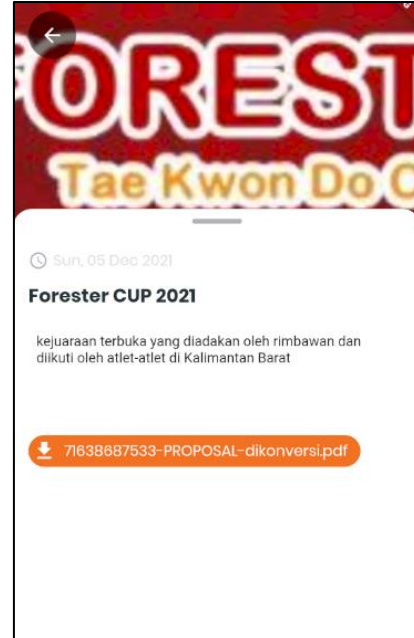 FOREST
Tae Kwon Do C
Sun, 05 Dec 2021
Forester CUP 2021
kejuaraan terbuka yang diadakan oleh rimbawan dan
diikuti oleh atlet-atlet di Kalimantan Barat
71638687533-PROPOSAL-dikonversi.pdf